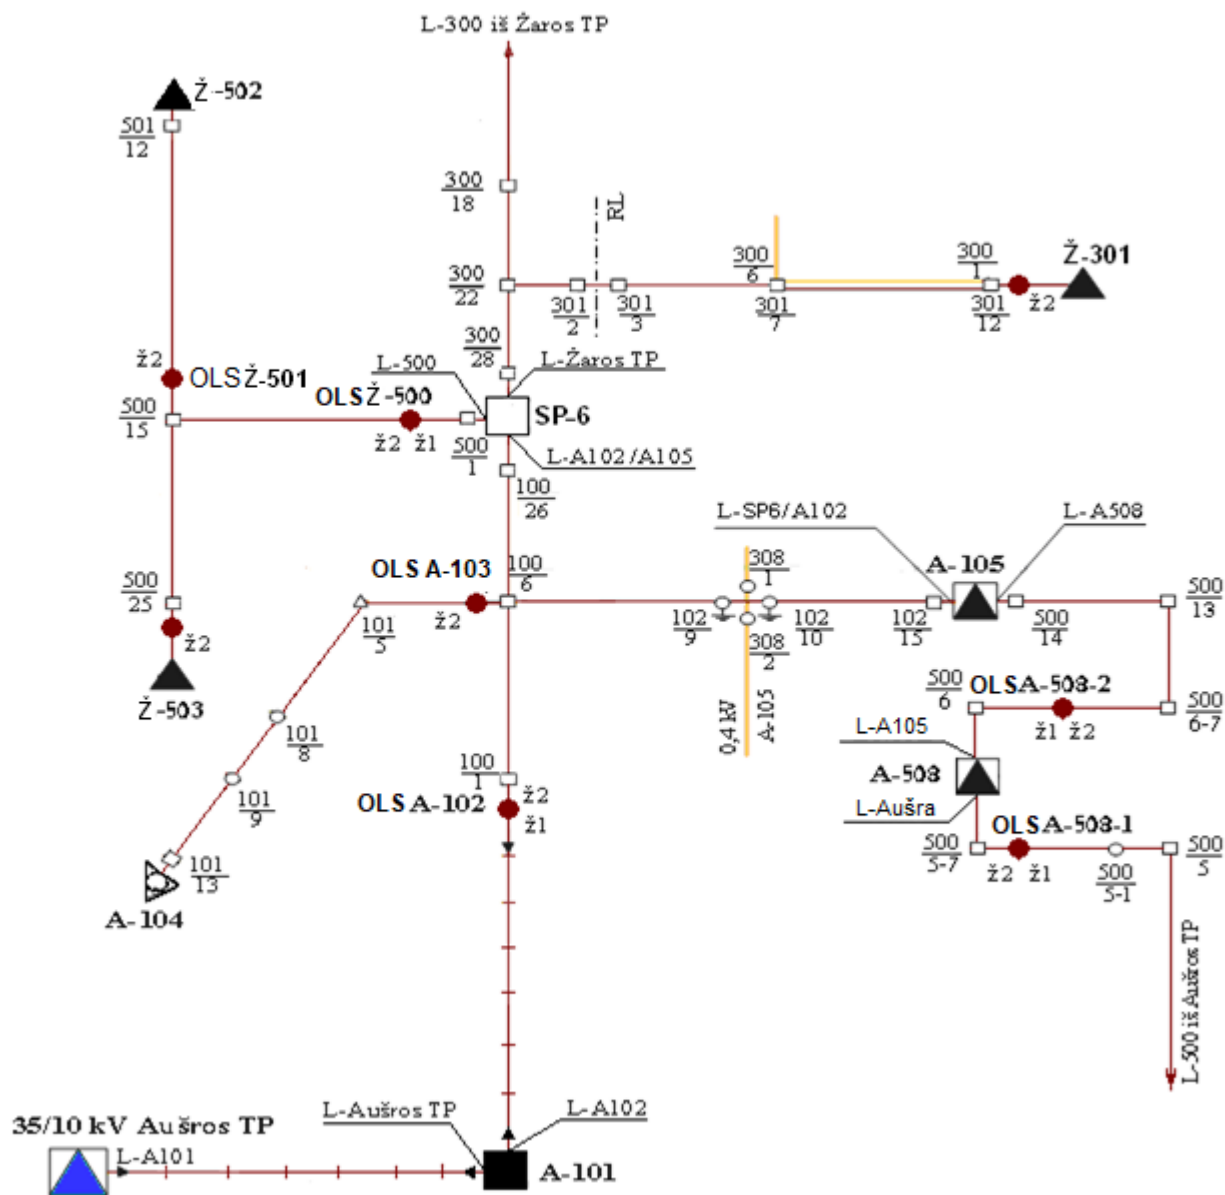 L-300 iš Žaros TP
Ž-502
501
12
300
18
RL
300
22
301
2
301
3
300
6
301
7
300
1
301
12
Ž-301
ž2
300
28
L-500
L-Žaros TP
ž2
OLSŽ-501
OLSŽ-500
500
15
ž2 ž1
500
1
SP-6
L-A102/A105
100
26
L-SP6/A102
L-A508
OLS A-103
100
6
308
1
A-105
500
25
101
5
ž2
102
9
308
2
102
10
102
15
500
14
500
13
ž2
Ž-503
0,4 kV
A-105
500
6
OLSA-508-2
ž1 ž2
500
6-7
101
8
L-A105
100
1
ž2
OLSA-102
ž1
A-508
101
9
L-Aušra
OLSA-508-1
500
5-7
ž2 ž1
500
5-1
500
5
101
13
A-104
L-500 iš Aušros TP
35/10 kV Aušros TP
L-Aušros TP
L-A102
L-A101
A-101